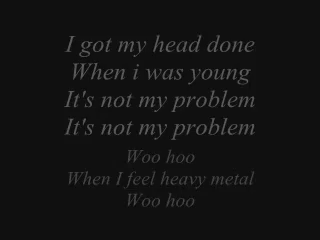 I got my head done
When i was young
It's not my problem
It's not my problem
Woo hoo
When I feel heavy metal
Woo hoo